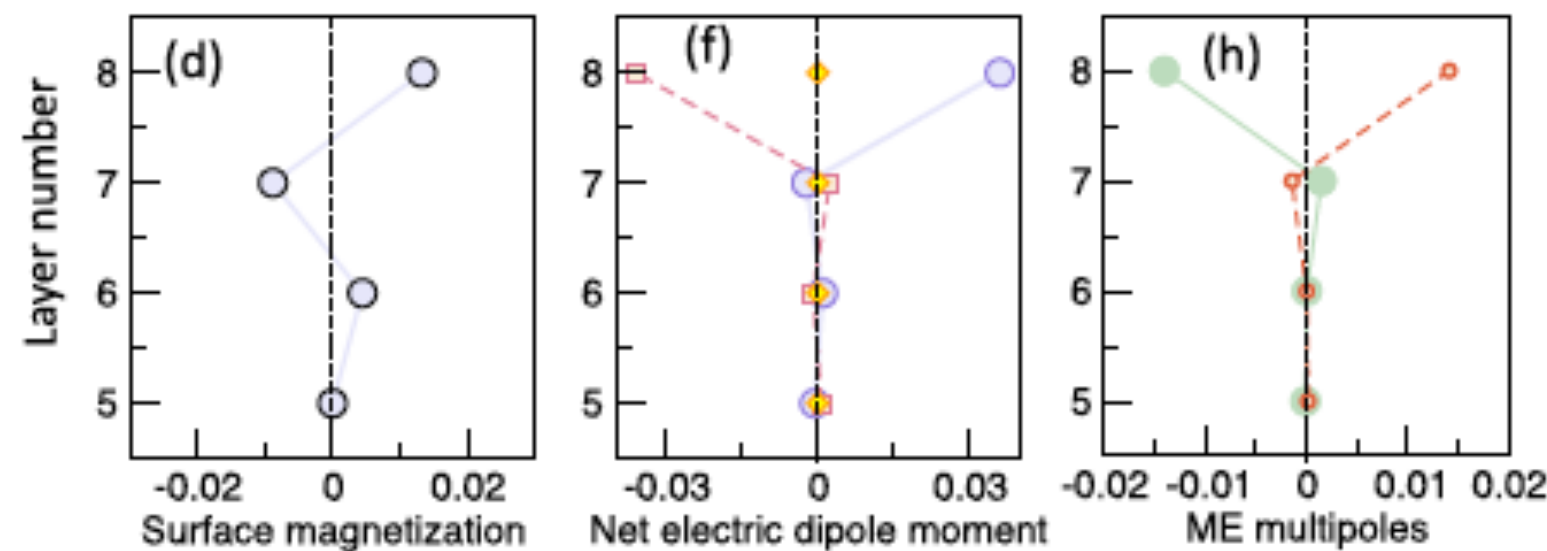 Layer number
(d)
8
7
6
5
-0.02 0 0.02
Surface magnetization
(f)
8
7
6
5
-0.03 0 0.03
Net electric dipole moment
(h)
8
7
6
5
-0.02 -0.01 0 0.01 0.02
ME multipoles